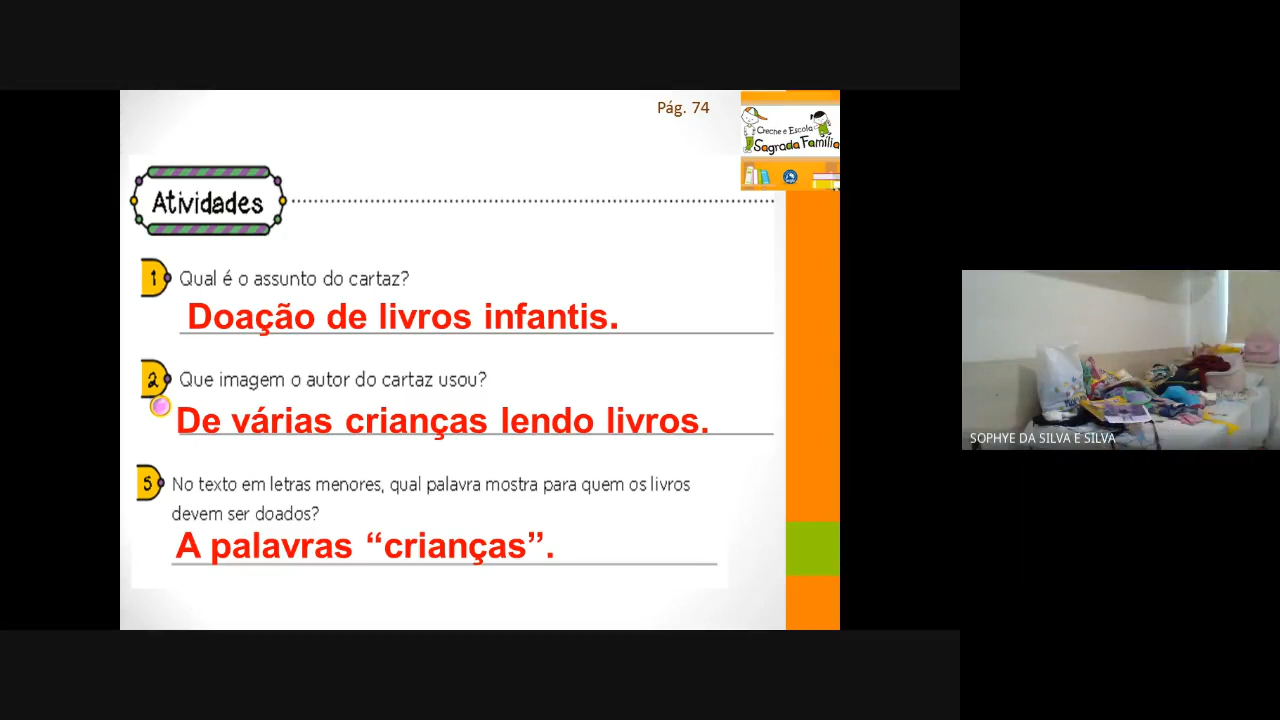 Pág. 74
Creche e Escola
Sagrada Família
Atividades
1 Qual é o assunto do cartaz?
Doação de livros infantis.
2 Que imagem o autor do cartaz usou?
De várias crianças lendo livros.
5 No texto em letras menores, qual palavra mostra para quem os livros
devem ser doados?
A palavras “crianças”.
SOPHYE DA SILVA E SILVA